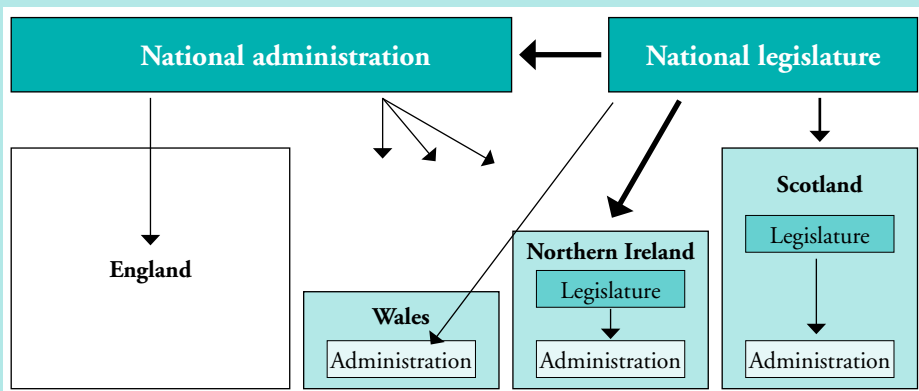 National administration
National legislature
England
Wales
Administration
Northern Ireland
Legislature
Administration
Scotland
Legislature
Administration